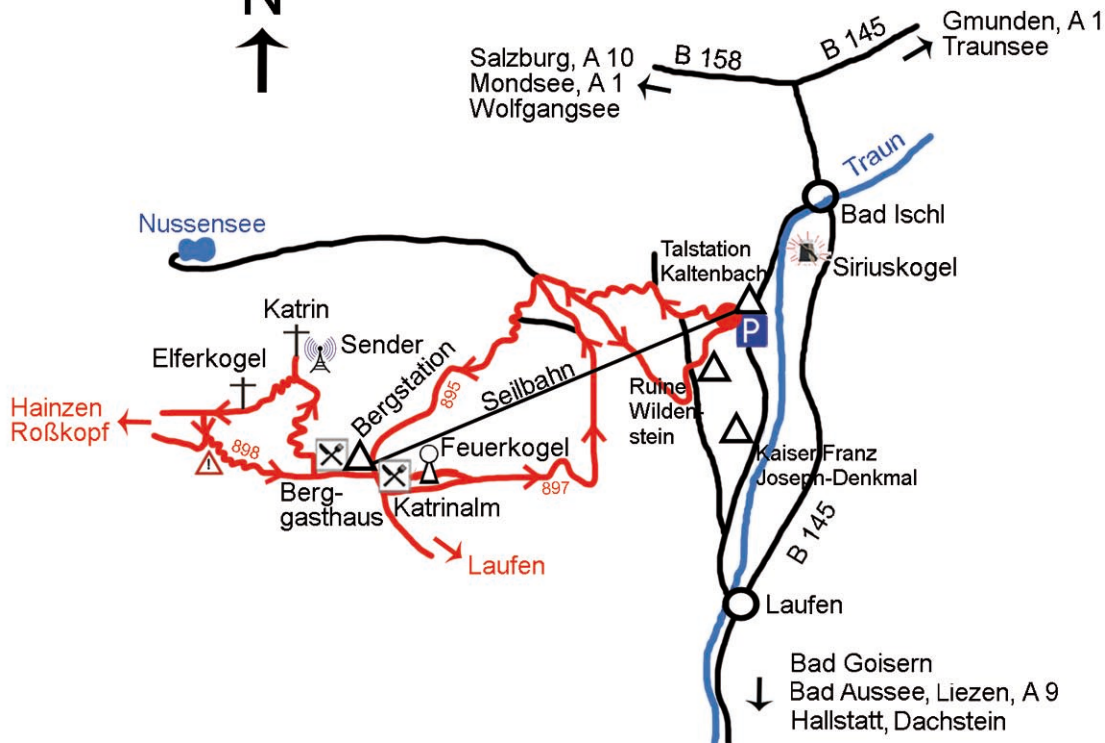 N
Gmunden, A 1
Traunsee
B 145
B 158
Salzburg, A 10
Mondsee, A 1
Wolfgangsee
Traun
Bad Ischl
Nussensee
Talstation
Kaltenbach
Siriuskogel
Katrin
Sender
Elferkogel
P
Bergstation
895
Seilbahn
Ruine
Wilden-
stein
Hainzen
Roßkopf
898
!
Feuerkogel
Kaiser Franz
Joseph-Denkmal
Berg-
gasthaus
Katrinalm
897
B 145
Laufen
Laufen
Bad Goisern
Bad Aussee, Liezen, A 9
Hallstatt, Dachstein